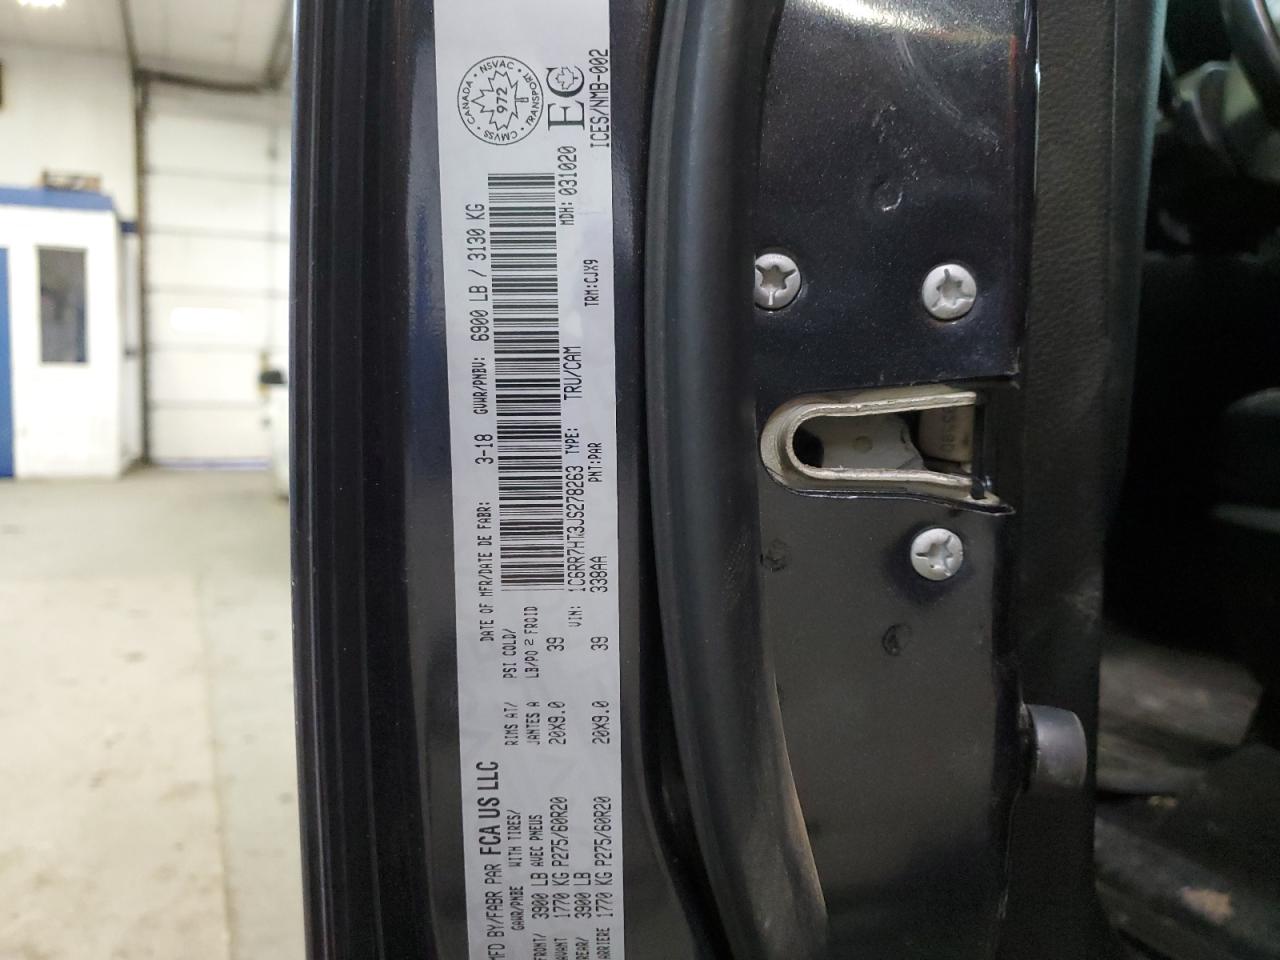 MFD BY/FABR PAR FCA US LLC
DATE OF MFR/DATE DE FABR: 3-18
GVWR/PNBV: 6900 LB / 3130 KG
GAWR/PNBE
WITH TIRES/
AVEC PNEUS
RIMS AT/
JANTES A
PSI COLD/
LB/PO 2 FROID
FRONT/ 3900 LB
AVANT 1770 KG P275/60R20 20X9.0 39
REAR/ 3900 LB
ARRIERE 1770 KG P275/60R20 20X9.0 39
VIN: 1C6RR7HT3JS278263 TYPE: TRU/CAM
MDH: 031020
338AA PNT:PAR TRM:CJX9
CANADA • NSVAC • TRANSPORT • CMVSS
972
EC
ICES/NMB-002